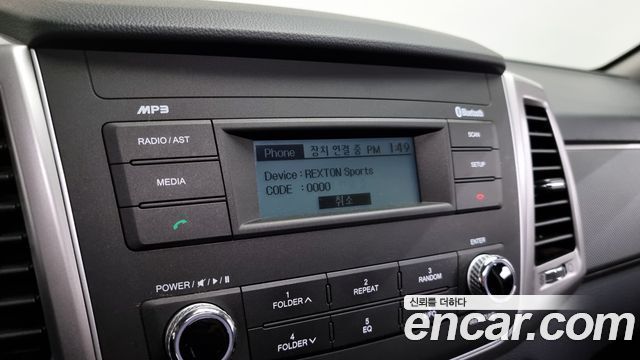 MP3
Bluetooth
RADIO / AST
SCAN
Phone 장치 연결 중 PM 1:49
MEDIA
Device :REXTON Sports
CODE :0000
취소
SETUP
POWER /
ENTER
1 FOLDER ∧
2 REPEAT
3 RANDOM
4 FOLDER ∨
5 EQ
신뢰를 더하다
encar.com